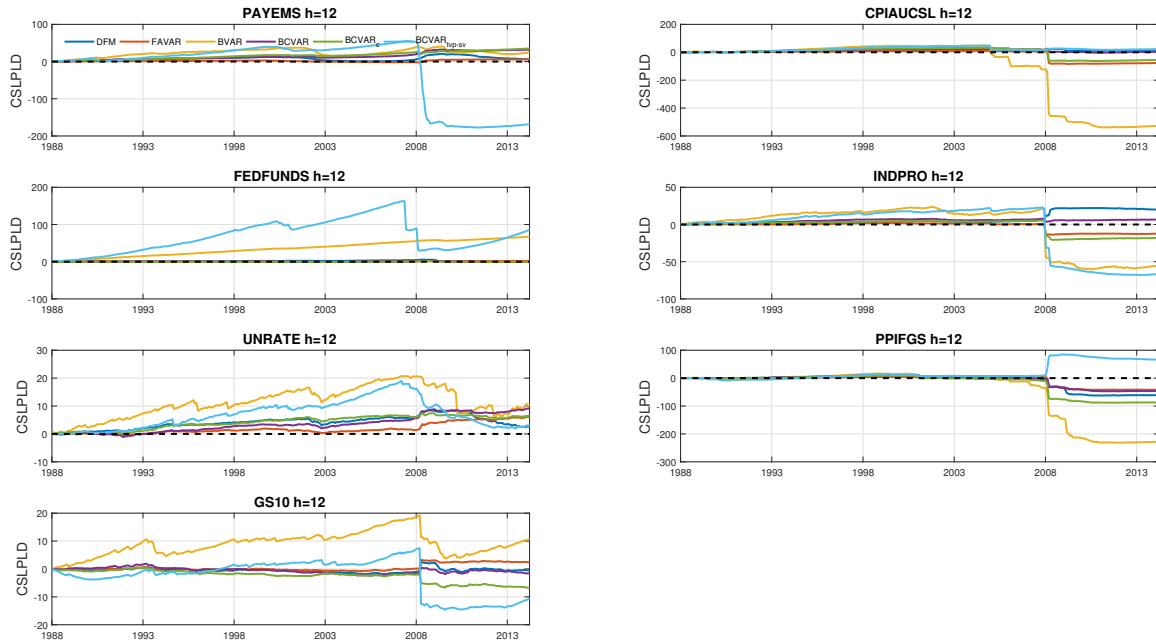 PAYEMS h=12
DFM FAVAR BVAR BCVAR BCVARc BCVARtvp-sv
CSLPLD
100
0
-100
-200
1988 1993 1998 2003 2008 2013
CPIAUCSL h=12
CSLPLD
200
0
-200
-400
-600
1988 1993 1998 2003 2008 2013
FEDFUNDS h=12
CSLPLD
200
100
0
-100
1988 1993 1998 2003 2008 2013
INDPRO h=12
CSLPLD
50
0
-50
-100
1988 1993 1998 2003 2008 2013
UNRATE h=12
CSLPLD
30
20
10
0
-10
1988 1993 1998 2003 2008 2013
PPIFGS h=12
CSLPLD
100
0
-100
-200
-300
1988 1993 1998 2003 2008 2013
GS10 h=12
CSLPLD
20
10
0
-10
-20
1988 1993 1998 2003 2008 2013